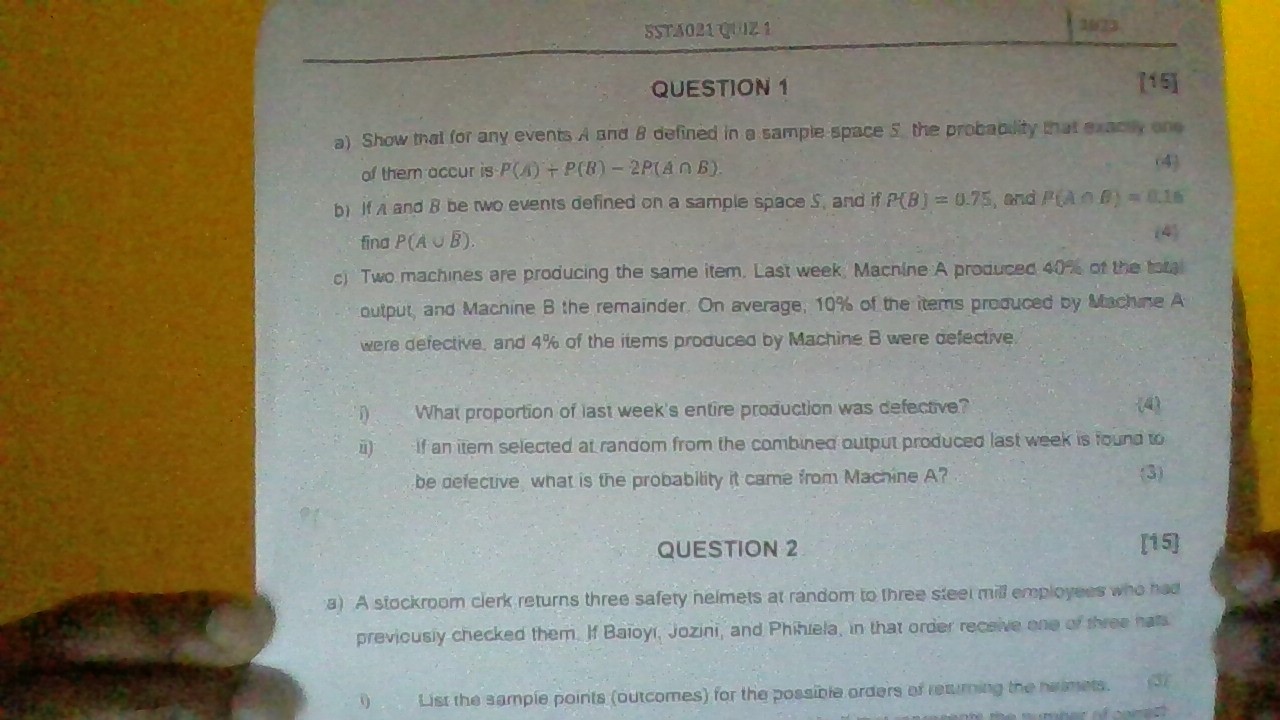 SSTA021 QUIZ 1
QUESTION 1 [15]
a) Show that for any events A and B defined in a sample space S, the probability that exactly one
of them occur is P(A) + P(B) − 2P(A ∩ B). (4)
b) If A and B be two events defined on a sample space S, and if P(B) = 0.75, and P(A ∩ B) =
find P(A ∪ B̄). (4)
c) Two machines are producing the same item. Last week, Machine A produced 40% of the total
output, and Machine B the remainder. On average, 10% of the items produced by Machine A
were defective, and 4% of the items produced by Machine B were defective.
i) What proportion of last week's entire production was defective? (4)
ii) If an item selected at random from the combined output produced last week is found to
be defective, what is the probability it came from Machine A? (3)
QUESTION 2 [15]
a) A stockroom clerk returns three safety helmets at random to three steel mill employees who had
previously checked them. If Baloyi, Jozini, and Phihlela, in that order receive one of three hats.
i) List the sample points (outcomes) for the possible orders of returning the helmets. (3)
represents the number of correct